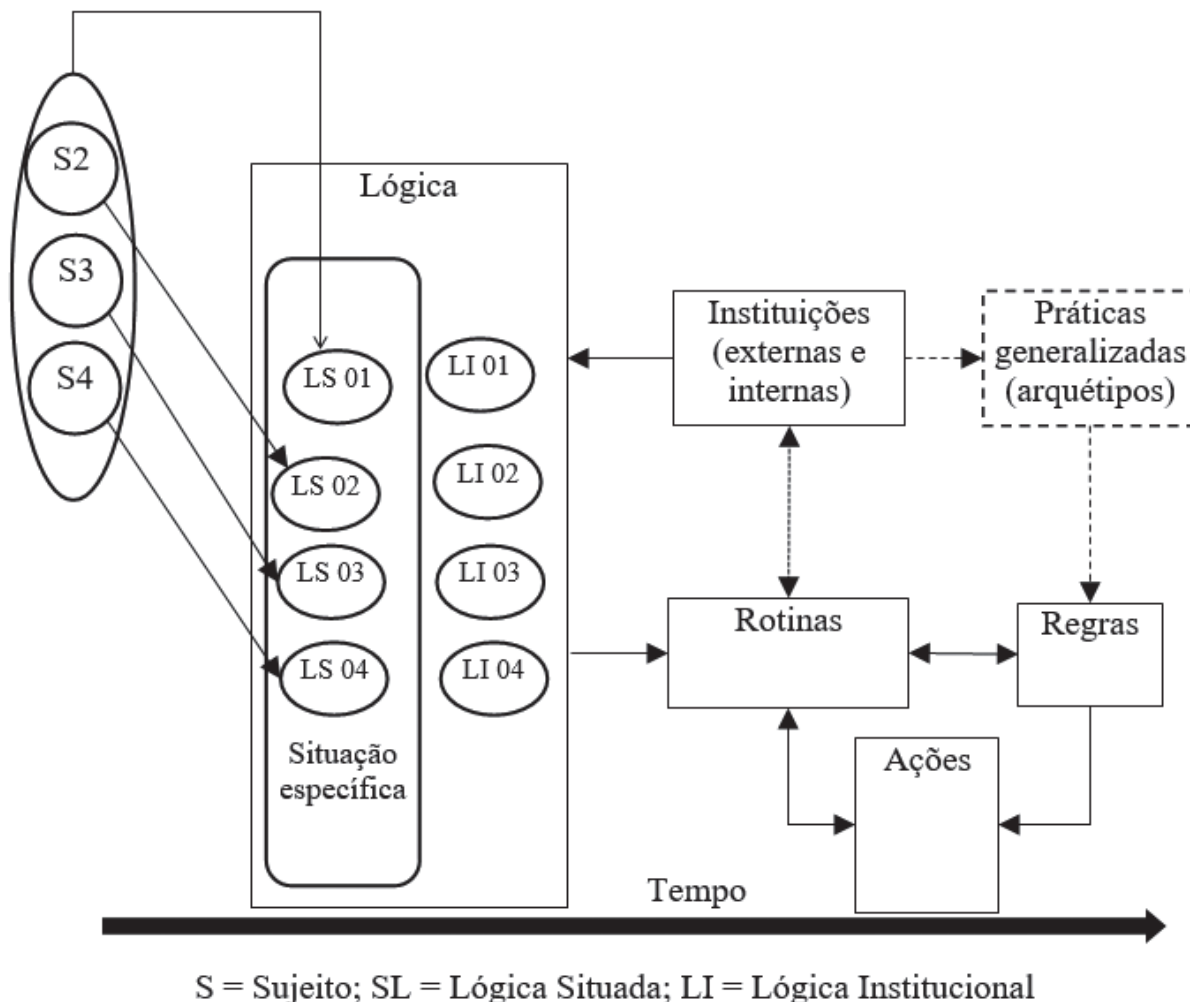 S2
S3
S4
Lógica
LS 01
LS 02
LS 03
LS 04
Situação
específica
LI 01
LI 02
LI 03
LI 04
Instituições
(externas e
internas)
Práticas
generalizadas
(arquétipos)
Rotinas
Regras
Ações
Tempo
S = Sujeito; SL = Lógica Situada; LI = Lógica Institucional